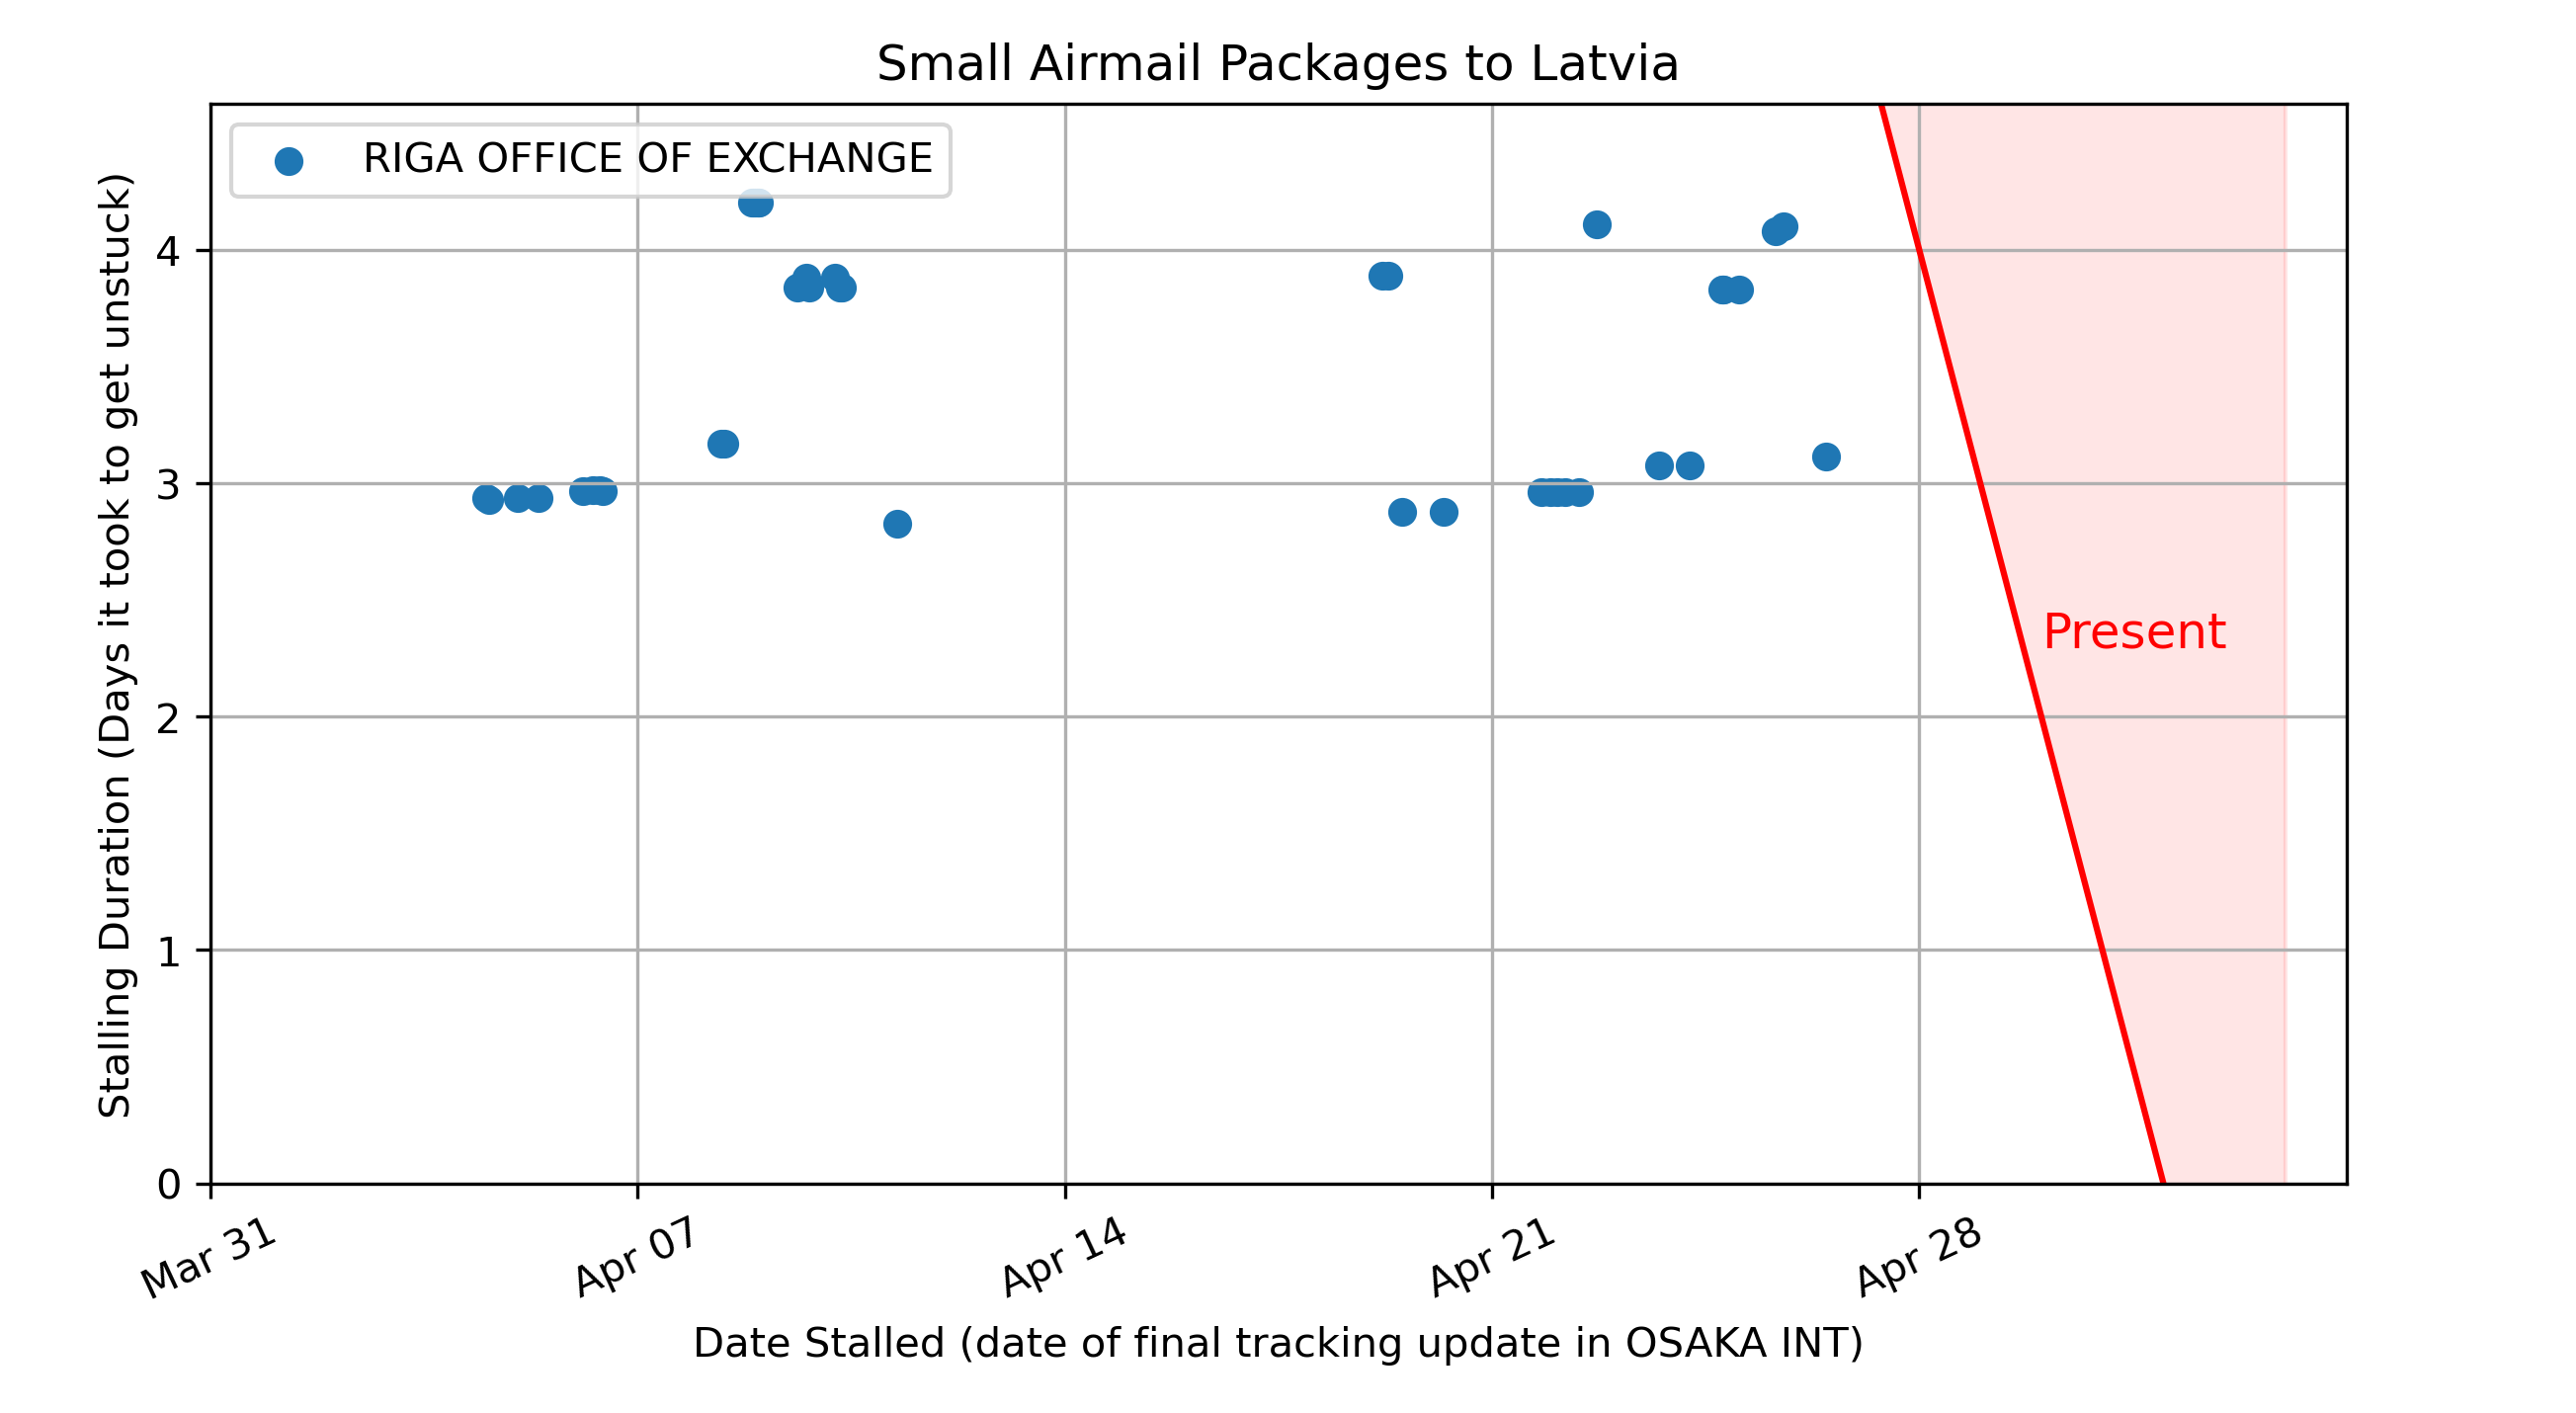 Small Airmail Packages to Latvia
RIGA OFFICE OF EXCHANGE
Stalling Duration (Days it took to get unstuck)
4
3
2
1
0
Present
Mar 31
Apr 07
Apr 14
Apr 21
Apr 28
Date Stalled (date of final tracking update in OSAKA INT)